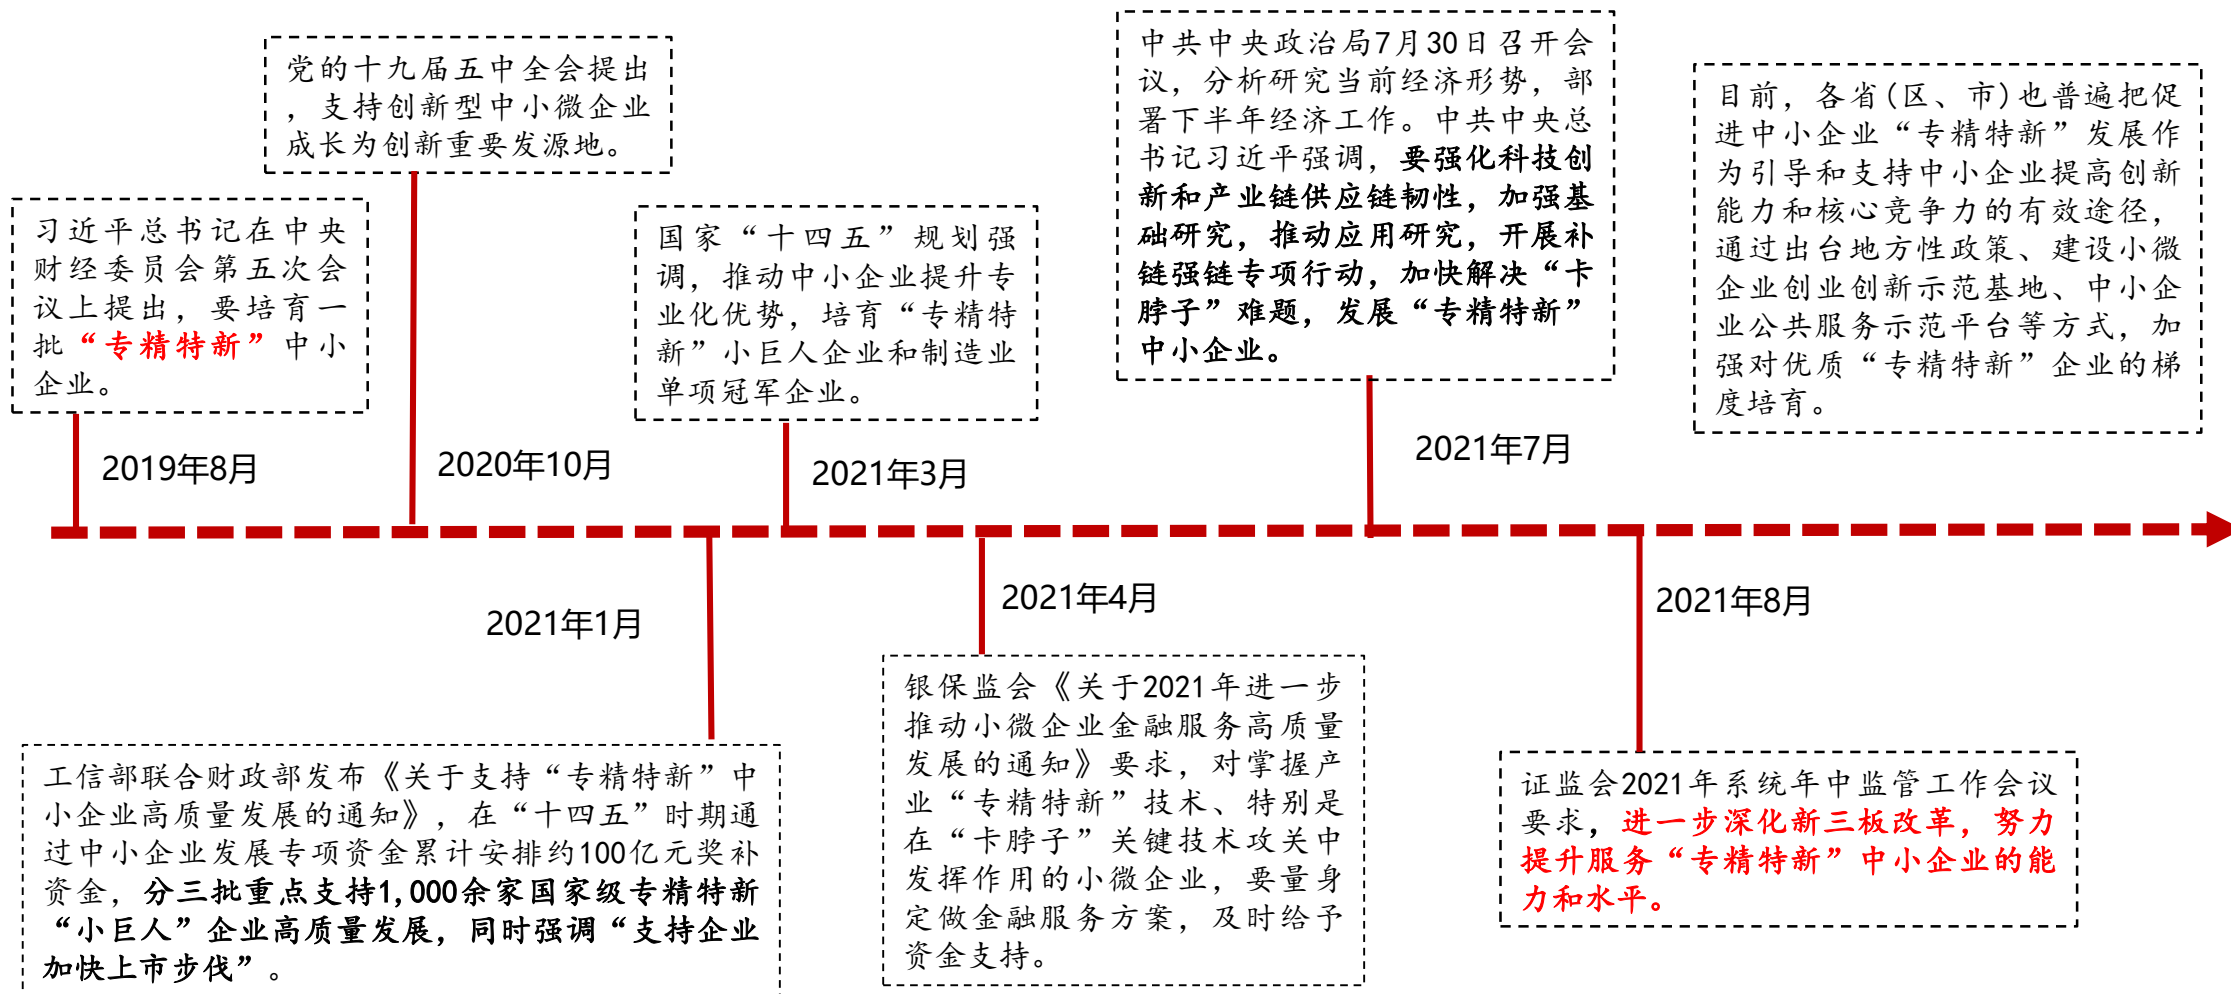 习近平总书记在中央
财经委员会第五次会
议上提出，要培育一
批“专精特新”中小
企业。
2019年8月
党的十九届五中全会提出
，支持创新型中小微企业
成长为创新重要发源地。
2020年10月
工信部联合财政部发布《关于支持“专精特新”中
小企业高质量发展的通知》，在“十四五”时期通
过中小企业发展专项资金累计安排约100亿元奖补
资金，分三批重点支持1,000余家国家级专精特新
“小巨人”企业高质量发展，同时强调“支持企业
加快上市步伐”。
2021年1月
国家“十四五”规划强
调，推动中小企业提升专
业化优势，培育“专精特
新”小巨人企业和制造业
单项冠军企业。
2021年3月
2021年4月
银保监会《关于2021年进一步
推动小微企业金融服务高质量
发展的通知》要求，对掌握产
业“专精特新”技术、特别是
在“卡脖子”关键技术攻关中
发挥作用的小微企业，要量身
定做金融服务方案，及时给予
资金支持。
中共中央政治局7月30日召开会
议，分析研究当前经济形势，部
署下半年经济工作。中共中央总
书记习近平强调，要强化科技创
新和产业链供应链韧性，加强基
础研究，推动应用研究，开展补
链强链专项行动，加快解决“卡
脖子”难题，发展“专精特新”
中小企业。
2021年7月
2021年8月
证监会2021年系统年中监管工作会议
要求，进一步深化新三板改革，努力
提升服务“专精特新”中小企业的能
力和水平。
目前，各省(区、市)也普遍把促
进中小企业“专精特新”发展作
为引导和支持中小企业提高创新
能力和核心竞争力的有效途径，
通过出台地方性政策、建设小微
企业创业创新示范基地、中小企
业公共服务示范平台等方式，加
强对优质“专精特新”企业的梯
度培育。